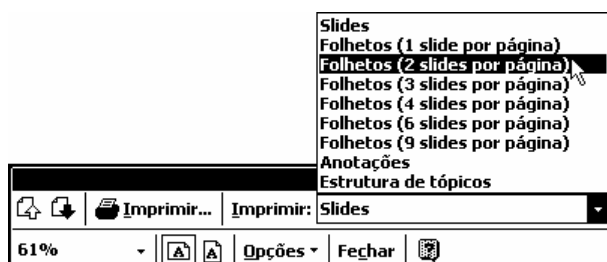 Slides
Folhetos (1 slide por página)
Folhetos (2 slides por página)
Folhetos (3 slides por página)
Folhetos (4 slides por página)
Folhetos (6 slides por página)
Folhetos (9 slides por página)
Anotações
Estrutura de tópicos
Imprimir... Imprimir: Slides
61% A A Opções Fechar ?